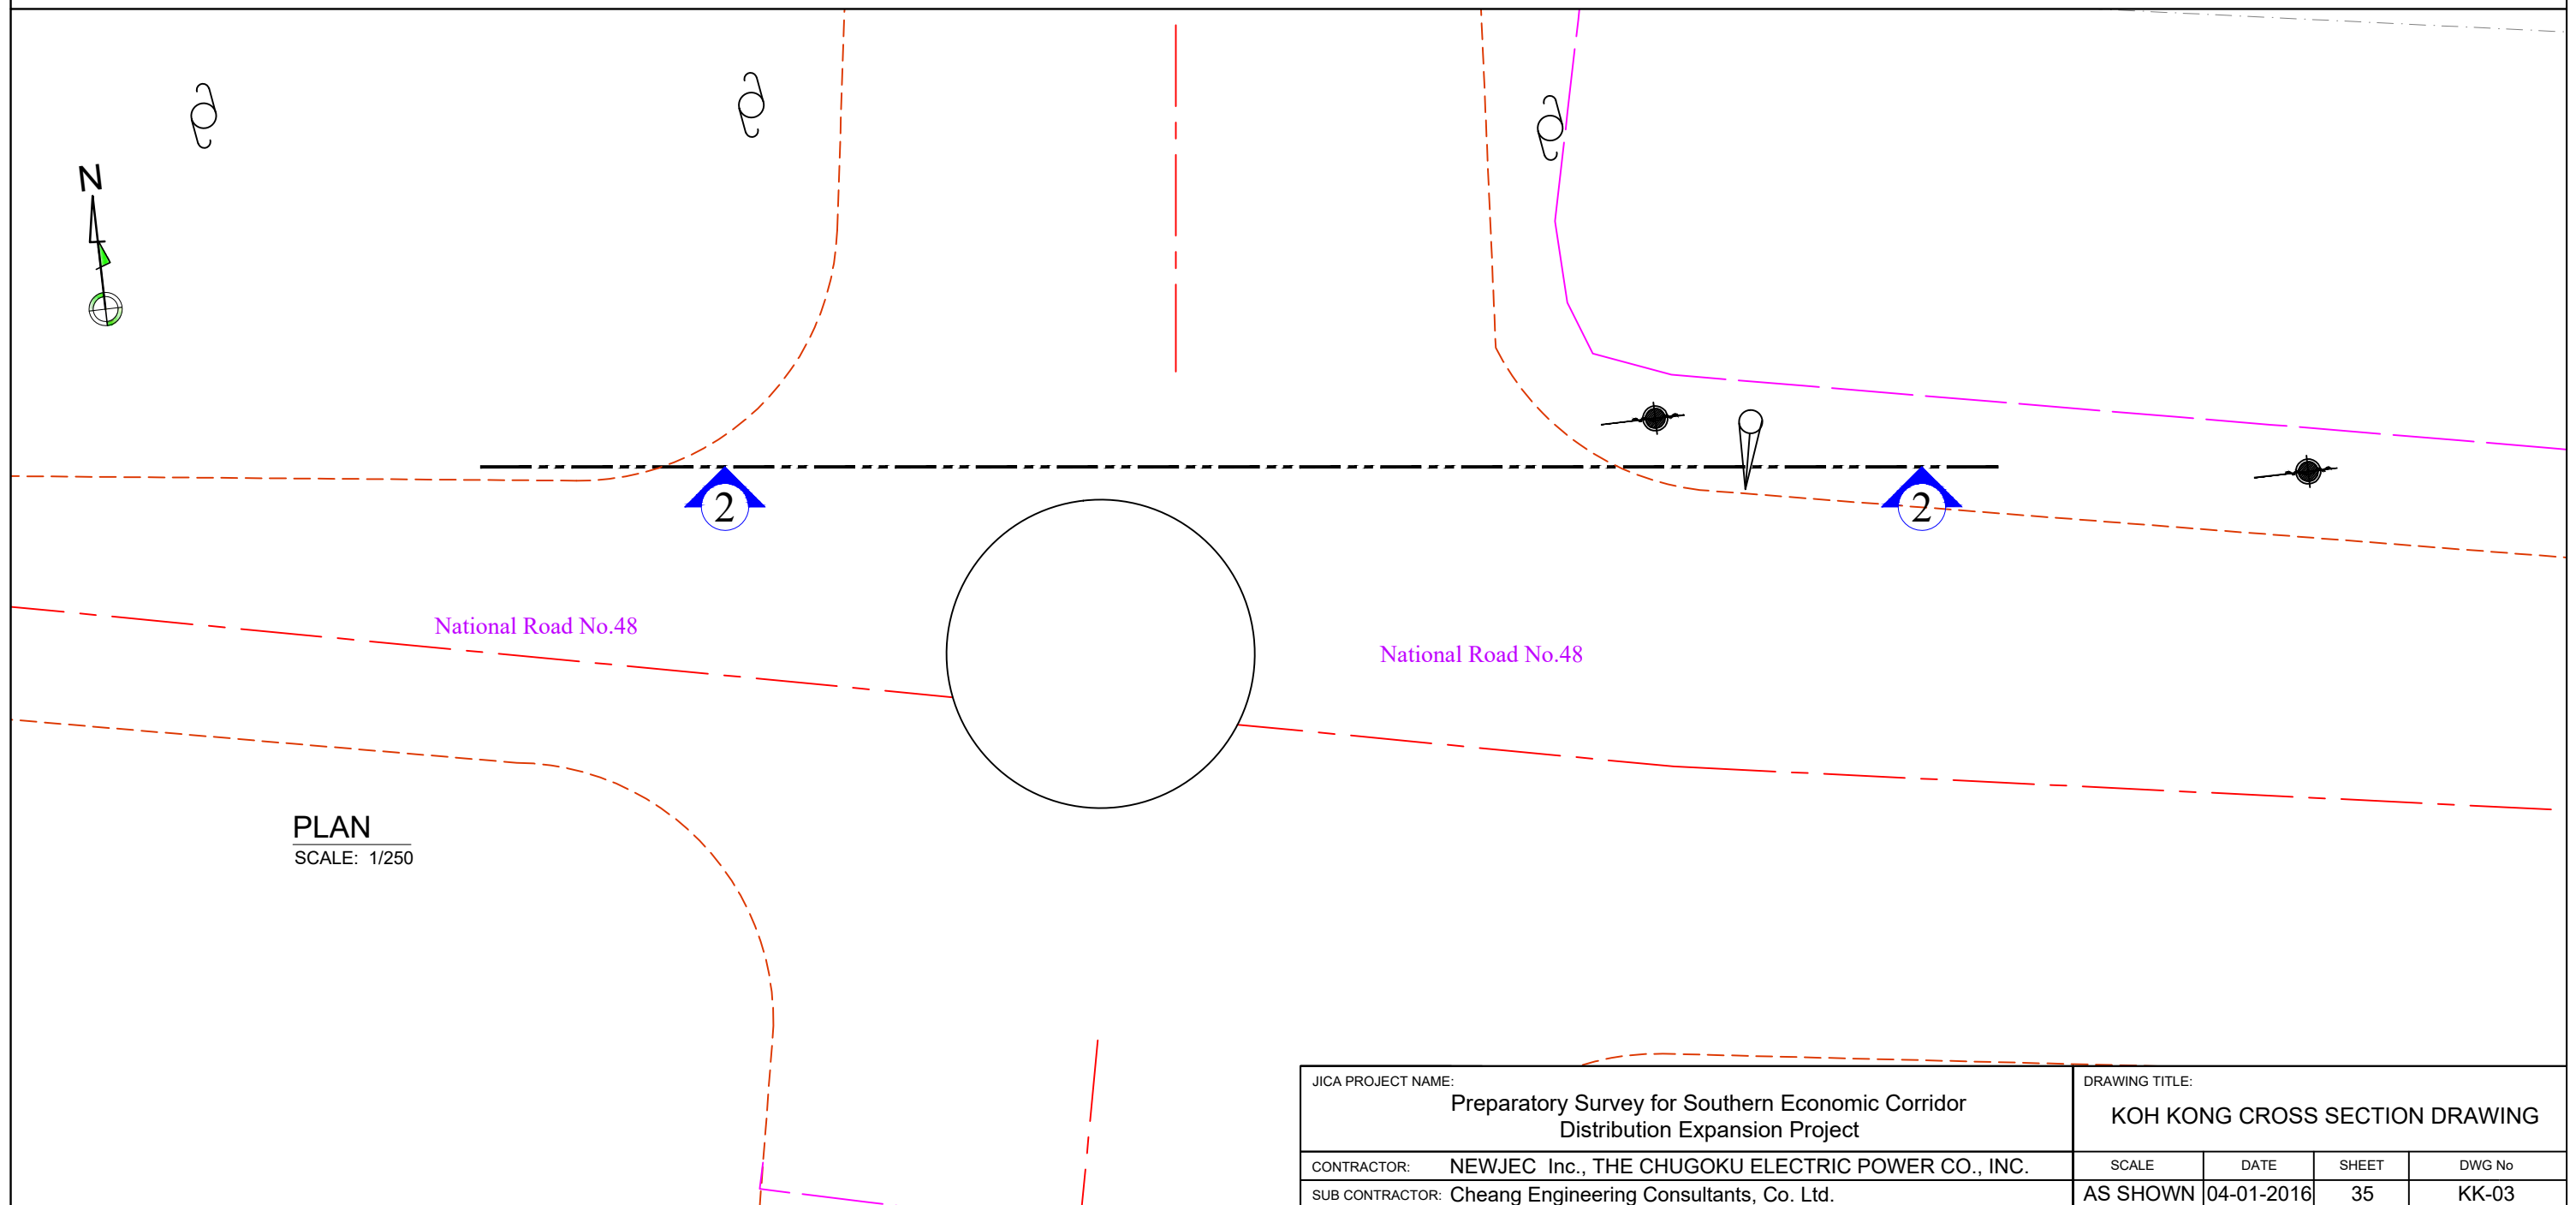 N
2
2
National Road No.48
National Road No.48
PLAN
SCALE: 1/250
JICA PROJECT NAME:
Preparatory Survey for Southern Economic Corridor
Distribution Expansion Project
DRAWING TITLE:
KOH KONG CROSS SECTION DRAWING
CONTRACTOR: NEWJEC Inc., THE CHUGOKU ELECTRIC POWER CO., INC.
SUB CONTRACTOR: Cheang Engineering Consultants, Co. Ltd.
SCALE DATE SHEET DWG No
AS SHOWN 04-01-2016 35 KK-03